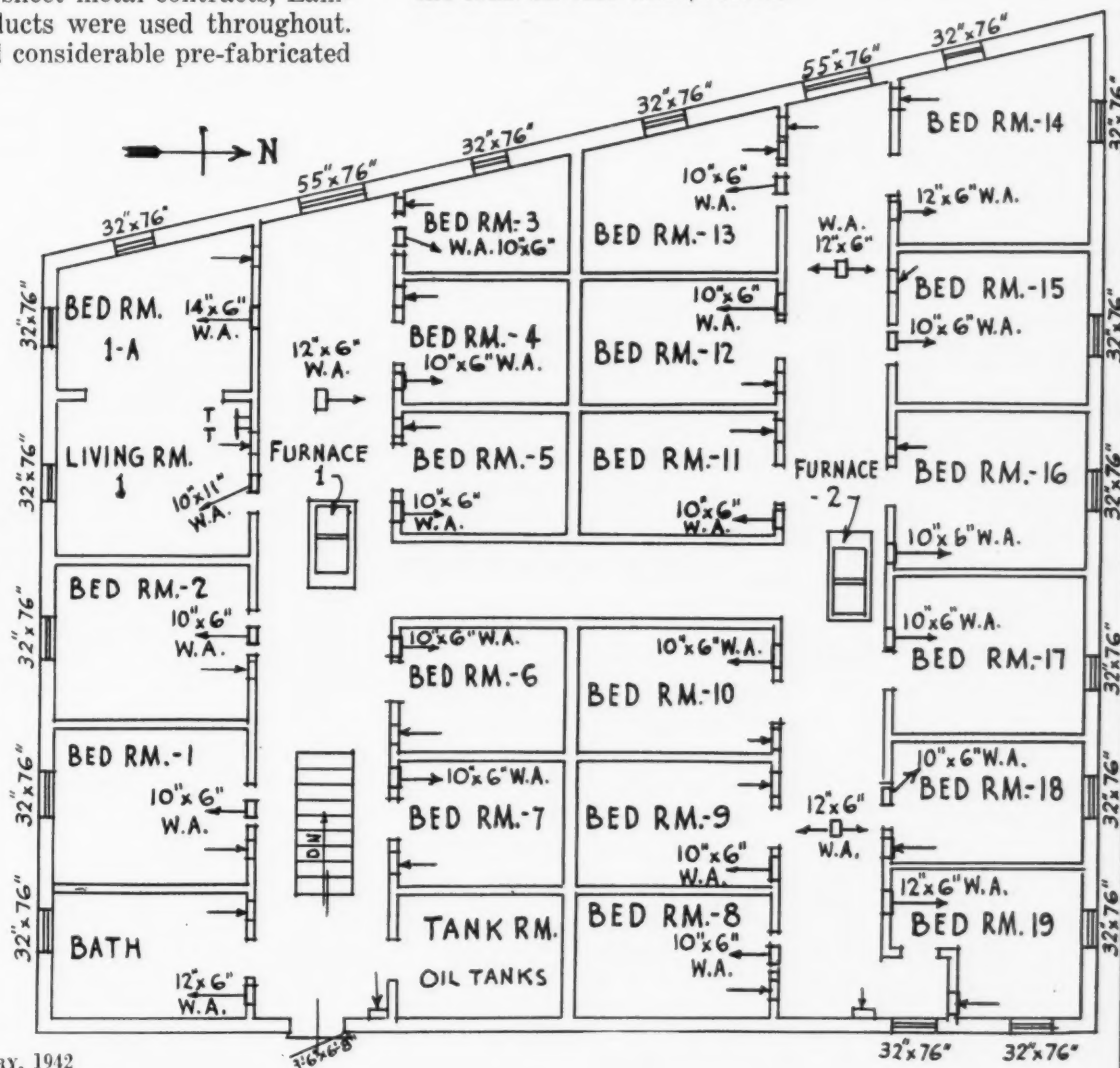 sheet metal contracts,
ducts were used throughout.
considerable pre-fabricated
N
32"x76"
55"x76"
32"x76"
32"x76"
55"x76"
32"x76"
32"x76"
32"x76"
32"x76"
32"x76"
32"x76"
32"x76"
BED RM.
1-A
14"x6"
W.A.
T
T
LIVING RM.
1
10"x11"
W.A.
BED RM.-2
10"x6"
W.A.
BED RM.-1
10"x6"
W.A.
BATH
12"x6"
W.A.
12"x6"
W.A.
FURNACE
1
DN
BED RM.-3
W.A. 10"x6"
BED RM.-4
10"x6" W.A.
BED RM.-5
10"x6"
W.A.
10"x6" W.A.
BED RM.-6
10"x6" W.A.
BED RM.-7
TANK RM.
OIL TANKS
10"x6"
W.A.
BED RM.-13
10"x6"
W.A.
BED RM.-12
BED RM.-11
10"x6"
W.A.
10"x6" W.A.
BED RM.-10
BED RM.-9
10"x6"
W.A.
BED RM.-8
10"x6"
W.A.
W.A.
12"x6"
FURNACE
-2
12"x6"
W.A.
BED RM.-14
12"x6" W.A.
BED RM.-15
10"x6" W.A.
BED RM.-16
10"x6 W.A.
10"x6" W.A.
BED RM.-17
10"x6" W.A.
BED RM.-18
12"x6" W.A.
BED RM. 19
32"x76"
32"x76"
32"x76"
32"x76"
32"x76"
32"x76"
32"x76"
32"x76"
1942